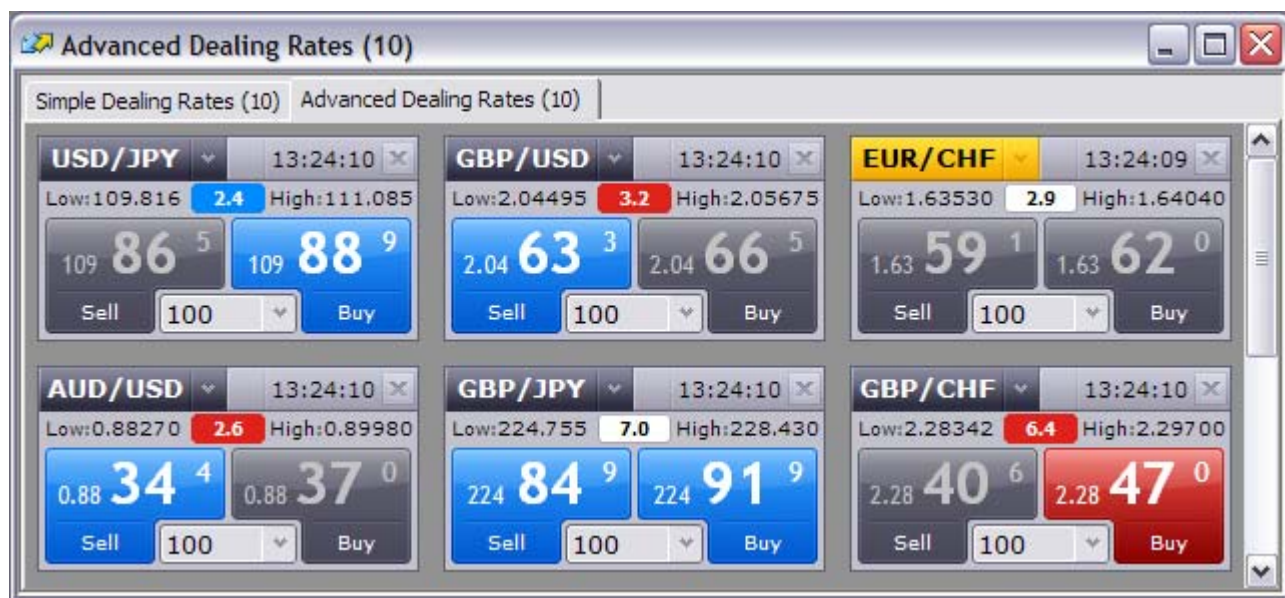 Advanced Dealing Rates (10)
Simple Dealing Rates (10) Advanced Dealing Rates (10)
USD/JPY 13:24:10
Low:109.816 2.4 High:111.085
109 86 5 109 88 9
Sell 100 Buy
GBP/USD 13:24:10
Low:2.04495 3.2 High:2.05675
2.04 63 3 2.04 66 5
Sell 100 Buy
EUR/CHF 13:24:09
Low:1.63530 2.9 High:1.64040
1.63 59 1 1.63 62 0
Sell 100 Buy
AUD/USD 13:24:10
Low:0.88270 2.6 High:0.89980
0.88 34 4 0.88 37 0
Sell 100 Buy
GBP/JPY 13:24:10
Low:224.755 7.0 High:228.430
224 84 9 224 91 9
Sell 100 Buy
GBP/CHF 13:24:10
Low:2.28342 6.4 High:2.29700
2.28 40 6 2.28 47 0
Sell 100 Buy